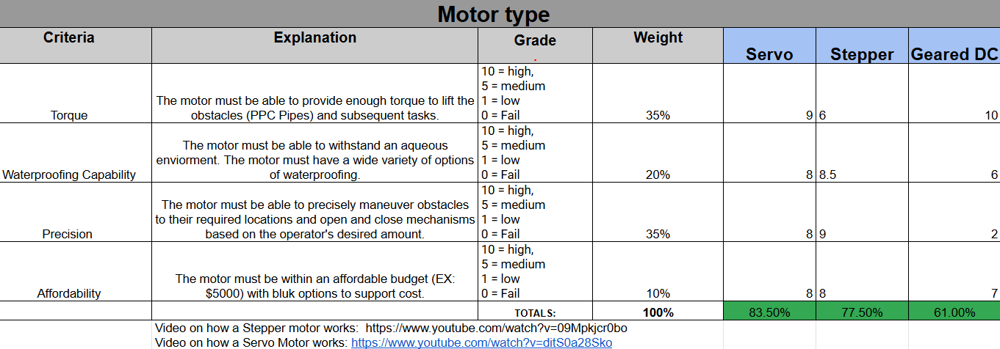 Motor type
Criteria Explanation Grade Weight Servo Stepper Geared DC
Torque
The motor must be able to provide enough torque to lift the
obstacles (PPC Pipes) and subsequent tasks.
10 = high,
5 = medium
1 = low
0 = Fail
35% 9 6 10
Waterproofing Capability
The motor must be able to withstand an aqueous
enviorment. The motor must have a wide variety of options
of waterproofing.
10 = high,
5 = medium
1 = low
0 = Fail
20% 8 8.5 6
Precision
The motor must be able to precisely maneuver obstacles
to their required locations and open and close mechanisms
based on the operator's desired amount.
10 = high,
5 = medium
1 = low
0 = Fail
35% 8 9 2
Affordability
The motor must be within an affordable budget (EX:
$5000) with bluk options to support cost.
10 = high,
5 = medium
1 = low
0 = Fail
10% 8 8 7
TOTALS: 100% 83.50% 77.50% 61.00%
Video on how a Stepper motor works: https://www.youtube.com/watch?v=09Mpkjcr0bo
Video on how a Servo Motor works: https://www.youtube.com/watch?v=ditS0a28Sko